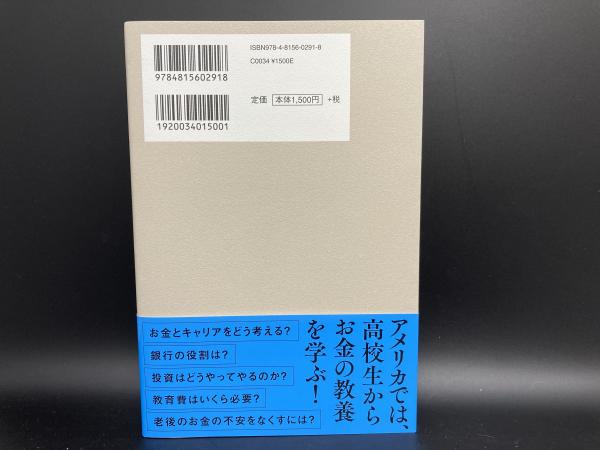 ISBN978-4-8156-0291-8
C0034 ¥1500E
9784815602918
定価 本体1,500円 +税
1920034015001
アメリカでは、
高校生から
お金の教養
を学ぶ!
お金とキャリアをどう考える?
銀行の役割は?
投資はどうやってやるのか?
教育費はいくら必要?
老後のお金の不安をなくすには?